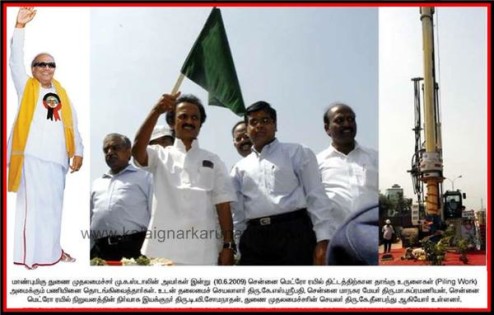 www.kalaignarkaru
மாண்புமிகு துணை முதலமைச்சர் மு.க.ஸ்டாலின் அவர்கள் இன்று (10.6.2009) சென்னை மெட்ரோ ரயில் திட்டத்திற்கான தாங்கு உருளைகள் (Piling Work)
அமைக்கும் பணியினை தொடங்கிவைத்தார்கள். உடன் தலைமைச் செயலாளர் திரு.கே.எஸ்.ஸ்ரீபதி, சென்னை மாநகர மேயர் திரு.மா.சுப்ரமணியன், சென்னை
மெட்ரோ ரயில் நிறுவனத்தின் நிர்வாக இயக்குநர் திரு.டி.வி.சோமநாதன், துணை முதலமைச்சரின் செயலர் திரு.கே.தீனபந்து ஆகியோர் உள்ளனர்.